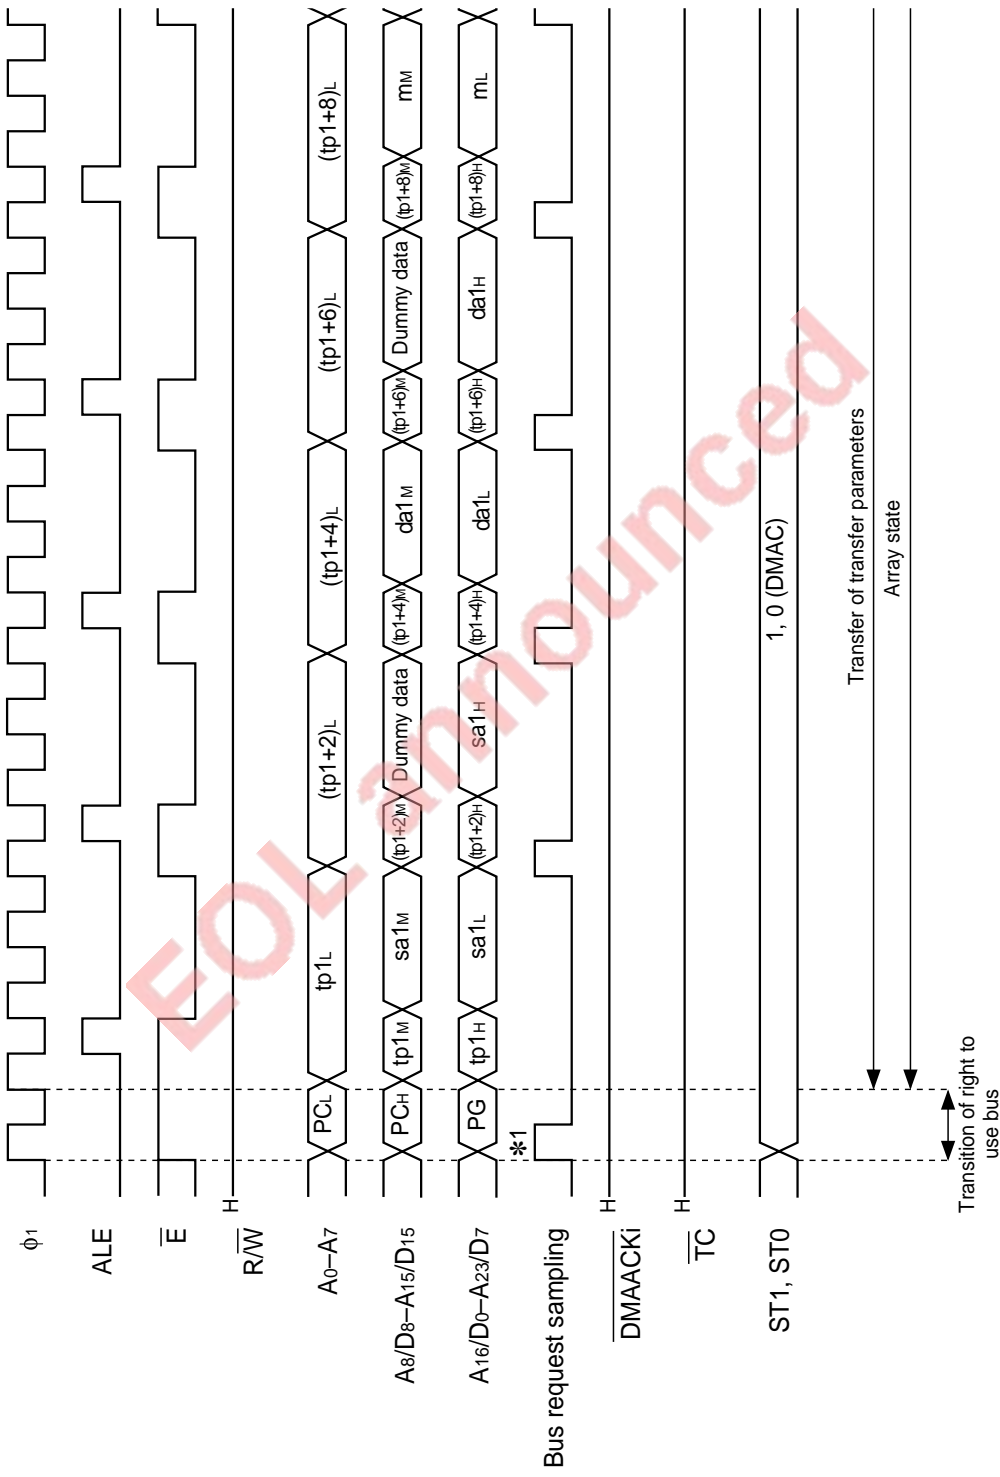 ϕ1
ALE
E
H
R/W
A0–A7
PCL
tp1L
(tp1+2)L
(tp1+4)L
(tp1+6)L
(tp1+8)L
A8/D8–A15/D15
PCH
tp1M
sa1M
(tp1+2)M
Dummy data
(tp1+4)M
da1M
(tp1+6)M
Dummy data
(tp1+8)M
mM
A16/D0–A23/D7
PG
tp1H
sa1L
(tp1+2)H
sa1H
(tp1+4)H
da1L
(tp1+6)H
da1H
(tp1+8)H
mL
Bus request sampling
✱1
H
DMAACKi
H
TC
ST1, ST0
1, 0 (DMAC)
Transfer of transfer parameters
Array state
Transition of right to
use bus
EOL announced